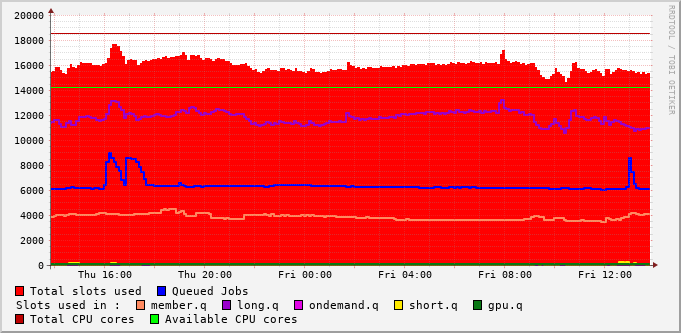 20000
18000
16000
14000
12000
10000
8000
6000
4000
2000
0
Thu 16:00 Thu 20:00 Fri 00:00 Fri 04:00 Fri 08:00 Fri 12:00
RRDTOOL / TOBI OETIKER
Total slots used Queued Jobs
Slots used in : member.q long.q ondemand.q short.q gpu.q
Total CPU cores Available CPU cores